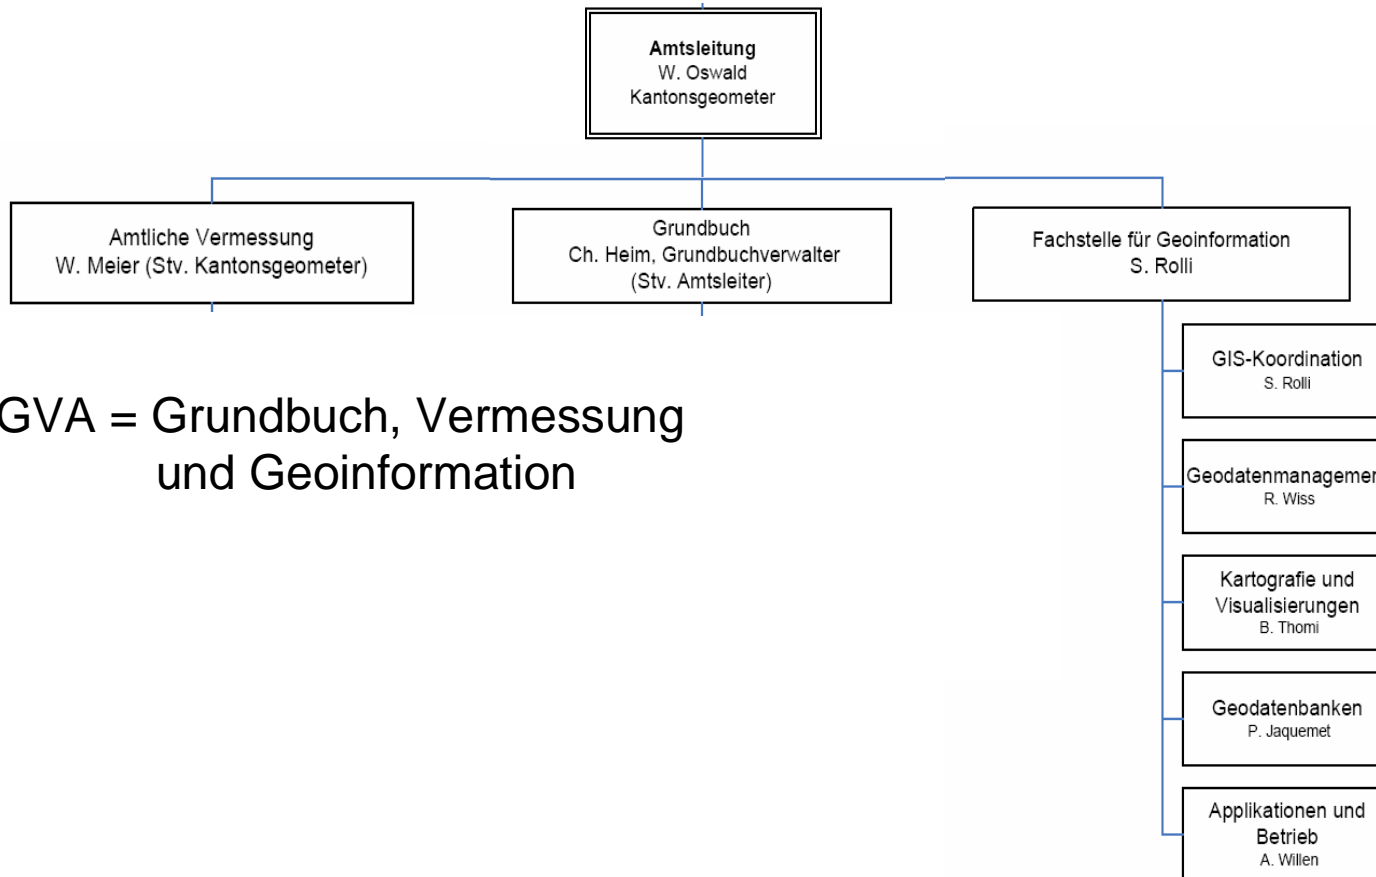 Amtsleitung
W. Oswald
Kantonsgeometer
Amtliche Vermessung
W. Meier (Stv. Kantonsgeometer)
Grundbuch
Ch. Heim, Grundbuchverwalter
(Stv. Amtsleiter)
Fachstelle für Geoinformation
S. Rolli
GIS-Koordination
S. Rolli
GVA = Grundbuch, Vermessung
und Geoinformation
Geodatenmanagemen
R. Wiss
Kartografie und
Visualisierungen
B. Thomi
Geodatenbanken
P. Jaquemet
Applikationen und
Betrieb
A. Willen